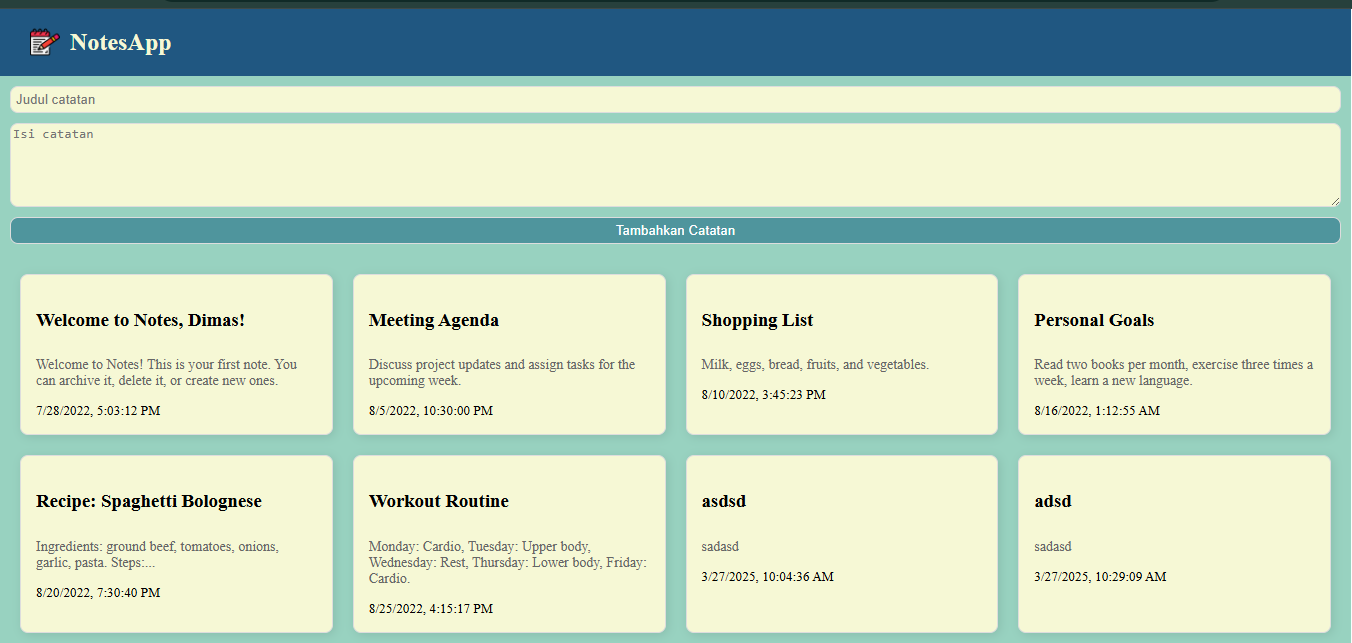 NotesApp
Judul catatan
Isi catatan
Tambahkan Catatan
Welcome to Notes, Dimas!
Welcome to Notes! This is your first note. You
can archive it, delete it, or create new ones.
7/28/2022, 5:03:12 PM
Meeting Agenda
Discuss project updates and assign tasks for the
upcoming week.
8/5/2022, 10:30:00 PM
Shopping List
Milk, eggs, bread, fruits, and vegetables.
8/10/2022, 3:45:23 PM
Personal Goals
Read two books per month, exercise three times a
week, learn a new language.
8/16/2022, 1:12:55 AM
Recipe: Spaghetti Bolognese
Ingredients: ground beef, tomatoes, onions,
garlic, pasta. Steps:...
8/20/2022, 7:30:40 PM
Workout Routine
Monday: Cardio, Tuesday: Upper body,
Wednesday: Rest, Thursday: Lower body, Friday:
Cardio.
8/25/2022, 4:15:17 PM
asdsd
sadasd
3/27/2025, 10:04:36 AM
adsd
sadasd
3/27/2025, 10:29:09 AM